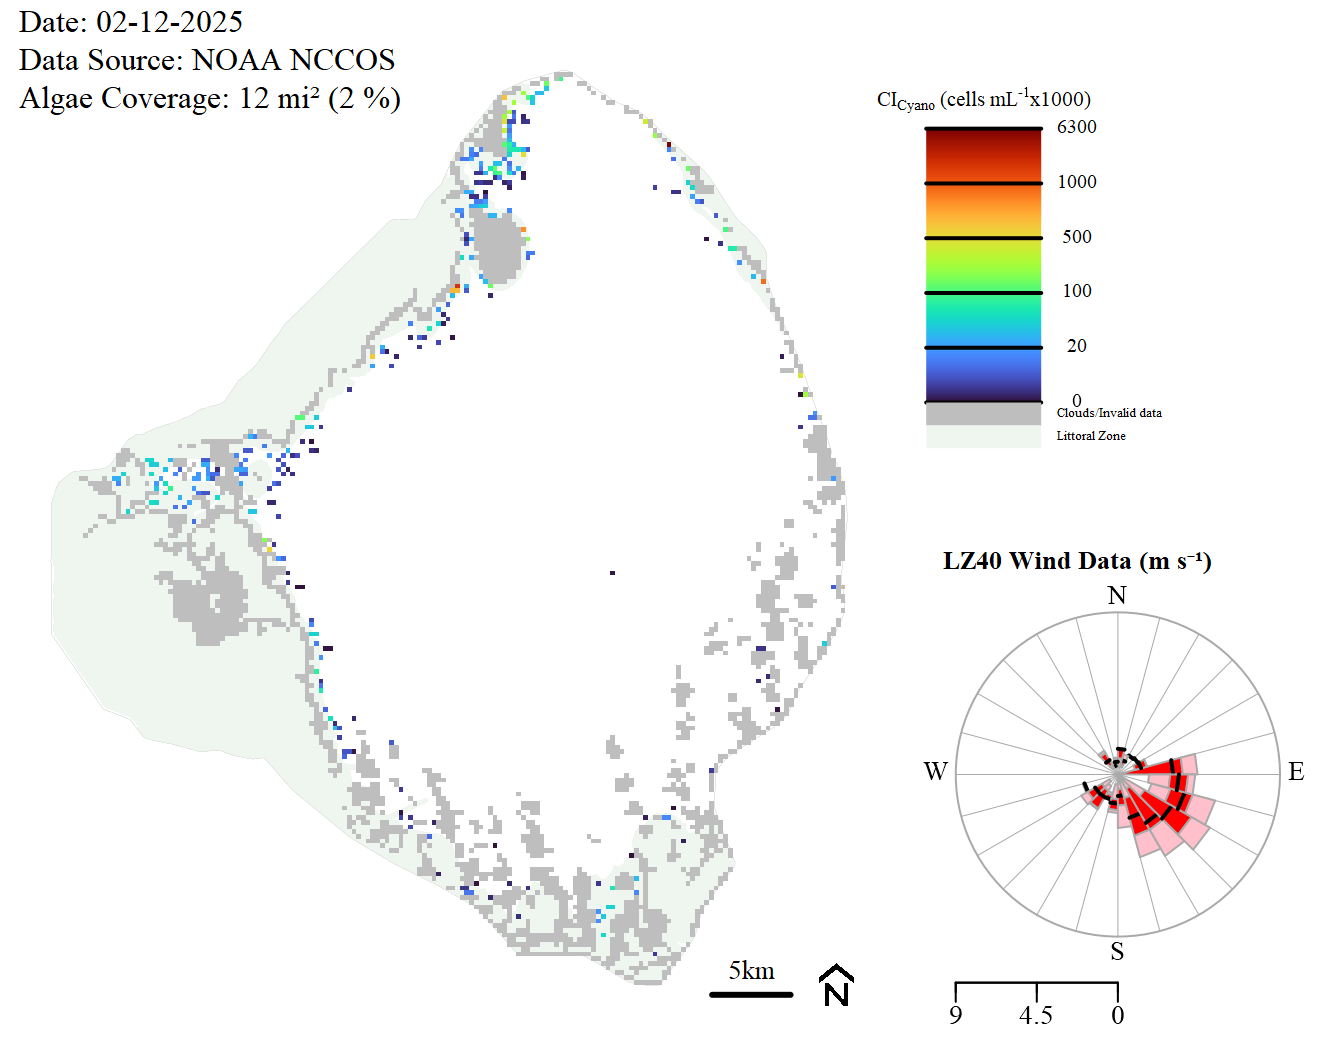 Date: 02-12-2025
Data Source: NOAA NCCOS
Algae Coverage: 12 mi² (2 %)
CICyano (cells mL⁻¹x1000)
6300
1000
500
100
20
0
Clouds/Invalid data
Littoral Zone
LZ40 Wind Data (m s⁻¹)
N
W
E
S
5km
N
9 4.5 0